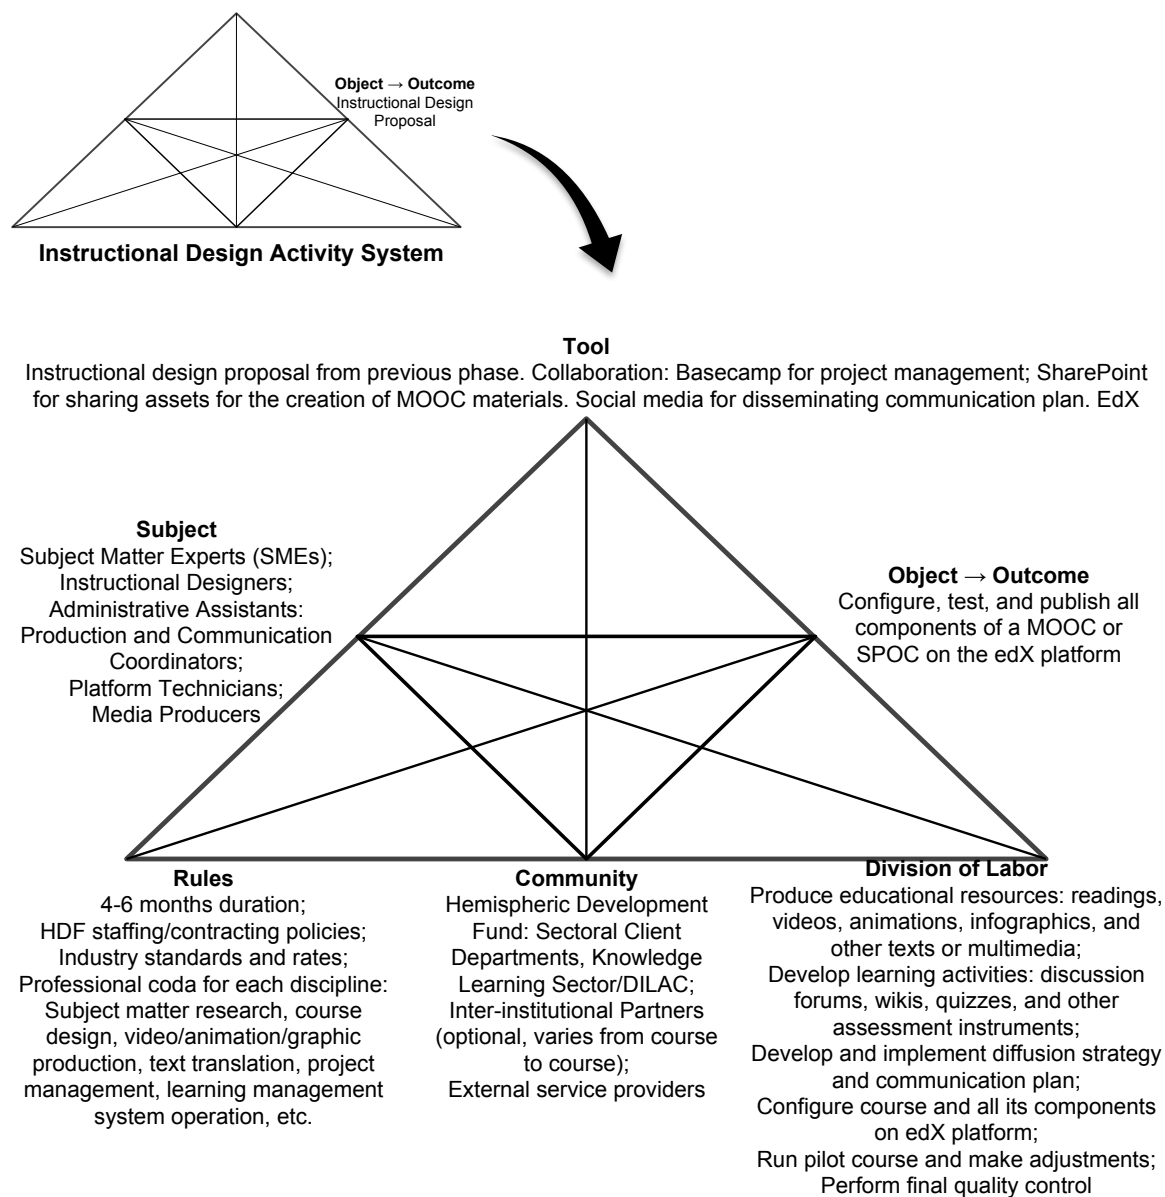 Object → Outcome
Instructional Design
Proposal
Instructional Design Activity System
Tool
Instructional design proposal from previous phase. Collaboration: Basecamp for project management; SharePoint
for sharing assets for the creation of MOOC materials. Social media for disseminating communication plan. EdX
Subject
Subject Matter Experts (SMEs);
Instructional Designers;
Administrative Assistants:
Production and Communication
Coordinators;
Platform Technicians;
Media Producers
Object → Outcome
Configure, test, and publish all
components of a MOOC or
SPOC on the edX platform
Rules
4-6 months duration;
HDF staffing/contracting policies;
Industry standards and rates;
Professional coda for each discipline:
Subject matter research, course
design, video/animation/graphic
production, text translation, project
management, learning management
system operation, etc.
Community
Hemispheric Development
Fund: Sectoral Client
Departments, Knowledge
Learning Sector/DILAC;
Inter-institutional Partners
(optional, varies from course
to course);
External service providers
Division of Labor
Produce educational resources: readings,
videos, animations, infographics, and
other texts or multimedia;
Develop learning activities: discussion
forums, wikis, quizzes, and other
assessment instruments;
Develop and implement diffusion strategy
and communication plan;
Configure course and all its components
on edX platform;
Run pilot course and make adjustments;
Perform final quality control